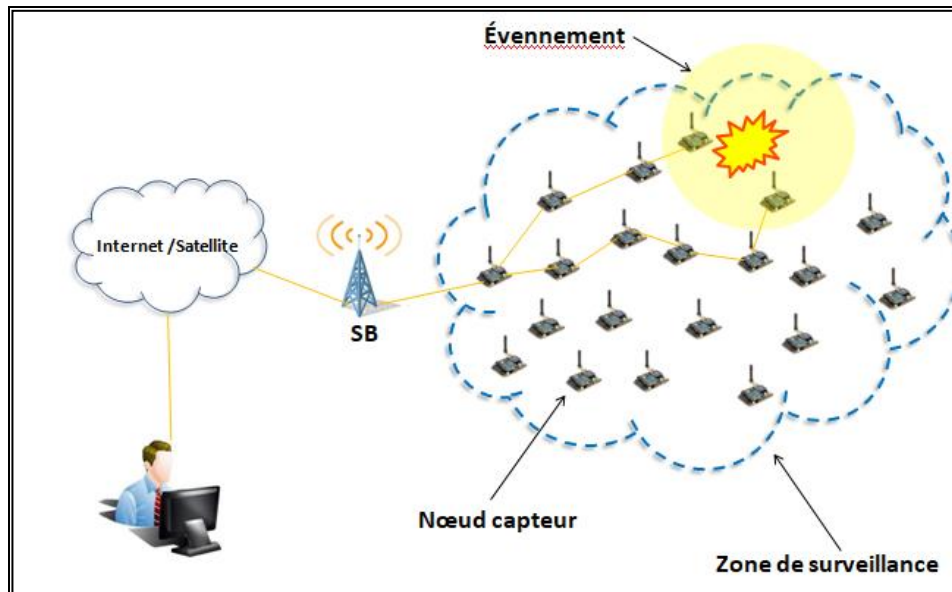 Évennement
Internet /Satellite
SB
Nœud capteur
Zone de surveillance